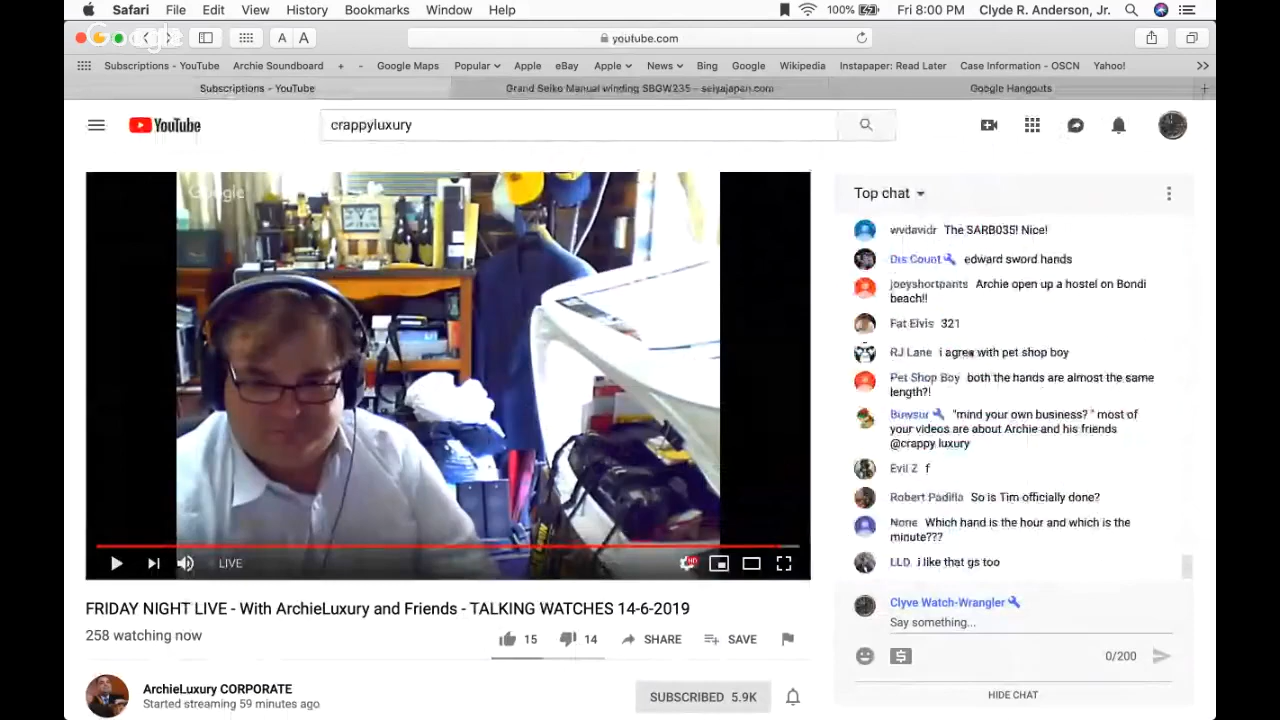 Safari File Edit View History Bookmarks Window Help 100% Fri 8:00 PM Clyde R. Anderson, Jr.
Google
A A youtube.com
Subscriptions - YouTube Archie Soundboard + - Google Maps Popular Apple eBay Apple News Bing Google Wikipedia Instapaper: Read Later Case Information - OSCN Yahoo! >>
Subscriptions - YouTube Grand Seiko Manual winding SBGW235 – seiyajapan.com Google Hangouts +
YouTube crappyluxury
Google
Top chat
wvdavidr The SARB035! Nice!
Dis Count edward sword hands
joeyshortpants Archie open up a hostel on Bondi
beach!!
Fat Elvis 321
RJ Lane i agree with pet shop boy
Pet Shop Boy both the hands are almost the same
length?!
"mind your own business? " most of
your videos are about Archie and his friends
@crappy luxury
Evil Z f
Robert Padilla So is Tim officially done?
None Which hand is the hour and which is the
minute???
LLD i like that gs too
LIVE HD
Clyve Watch-Wrangler
Say something...
0/200
HIDE CHAT
FRIDAY NIGHT LIVE - With ArchieLuxury and Friends - TALKING WATCHES 14-6-2019
258 watching now
15 14 SHARE SAVE
ArchieLuxury CORPORATE
Started streaming 59 minutes ago
SUBSCRIBED 5.9K